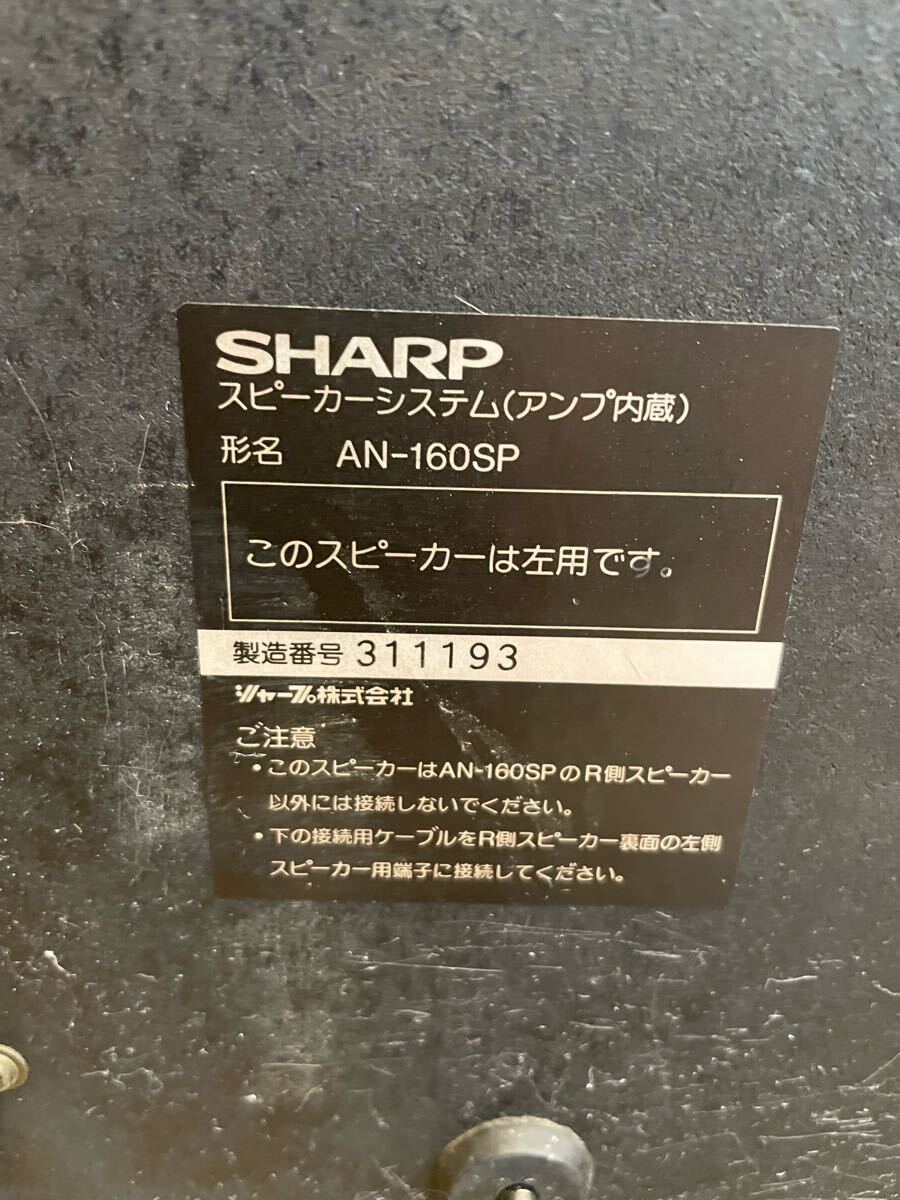 SHARP
スピーカーシステム(アンプ内蔵)
形名 AN-160SP
このスピーカーは左用です。
製造番号 311193
シャープ株式会社
ご注意
・このスピーカーはAN-160SPのR側スピーカー
以外には接続しないでください。
・下の接続用ケーブルをR側スピーカー裏面の左側
スピーカー用端子に接続してください。